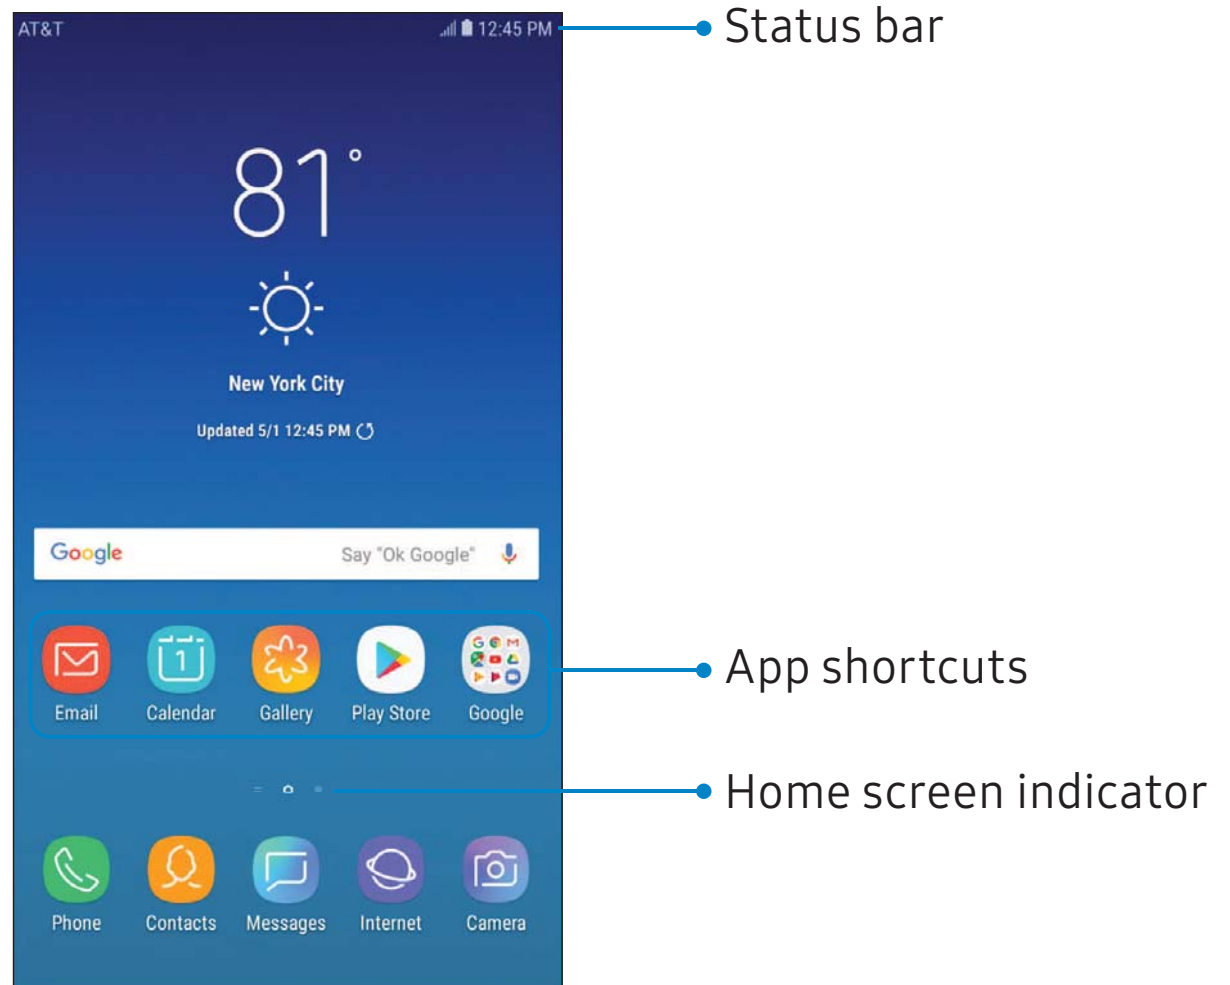 AT&T 12:45 PM
Status bar
81°
New York City
Updated 5/1 12:45 PM
Google Say "Ok Google"
1
App shortcuts
Email Calendar Gallery Play Store Google
Home screen indicator
Phone Contacts Messages Internet Camera